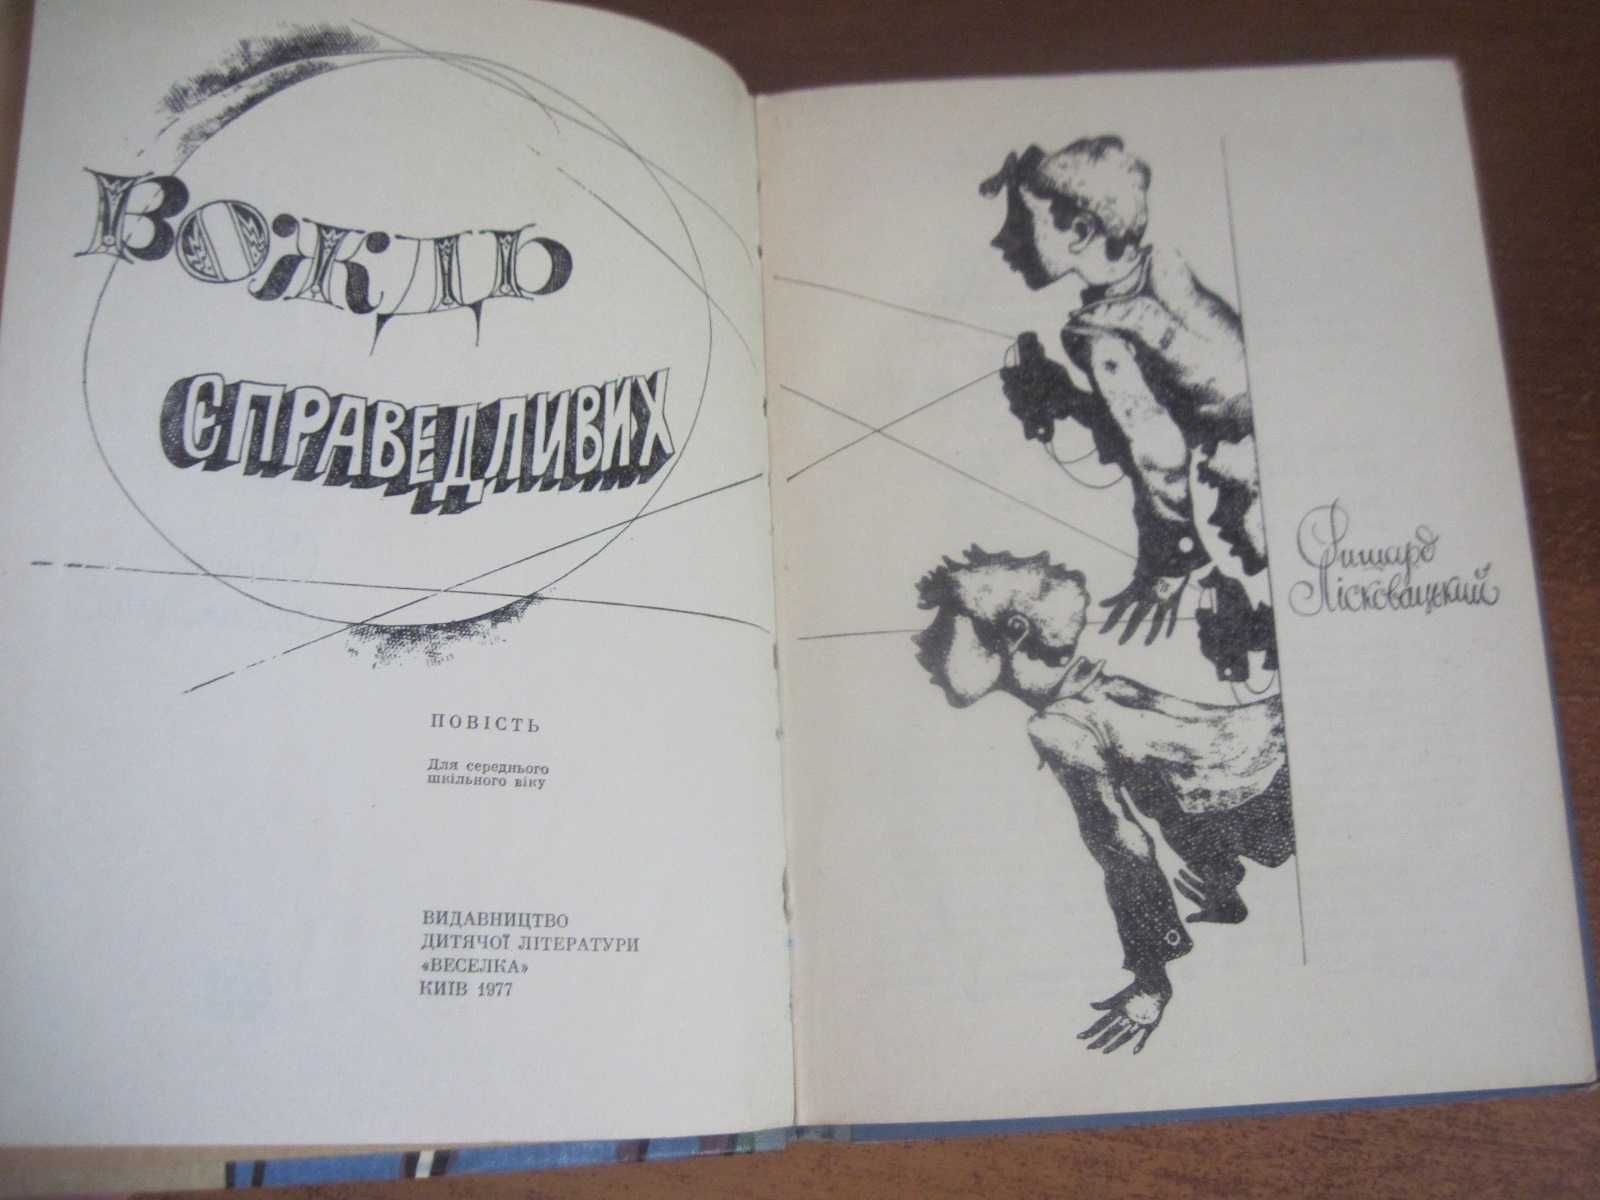 ВОЖДЬ
СПРАВЕДЛИВИХ
ПОВІСТЬ
Для середнього
шкільного віку
ВИДАВНИЦТВО
ДИТЯЧОЇ ЛІТЕРАТУРИ
«ВЕСЕЛКА»
КИЇВ 1977
Ришард
Лісковацький